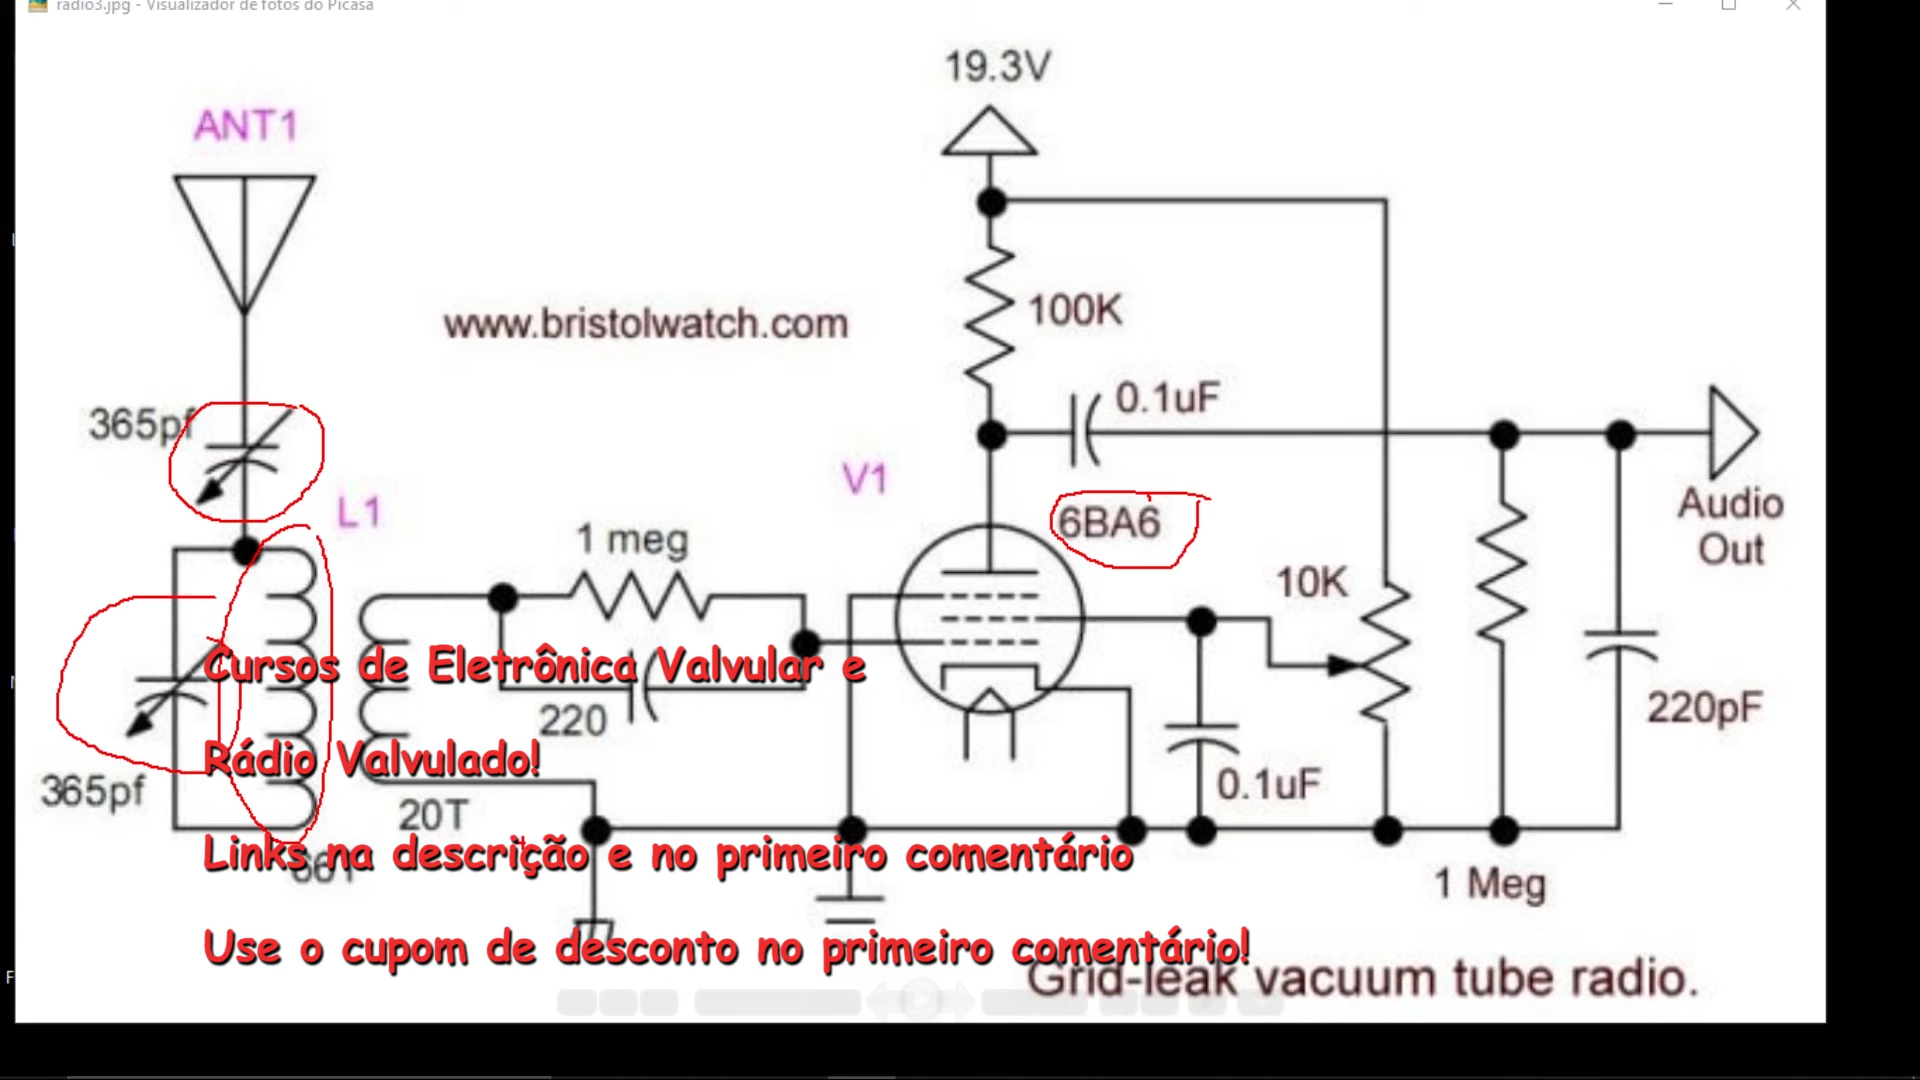 radio3.jpg - Visualizador de fotos do Picasa
19.3V
ANT1
100K
www.bristolwatch.com
0.1uF
365pf
V1
L1
6BA6
Audio
Out
1 meg
10K
Cursos de Eletrônica Valvular e
220
220pF
Rádio Valvulado!
365pf
0.1uF
20T
Links na descrição e no primeiro comentário
1 Meg
Use o cupom de desconto no primeiro comentário!
Grid-leak vacuum tube radio.